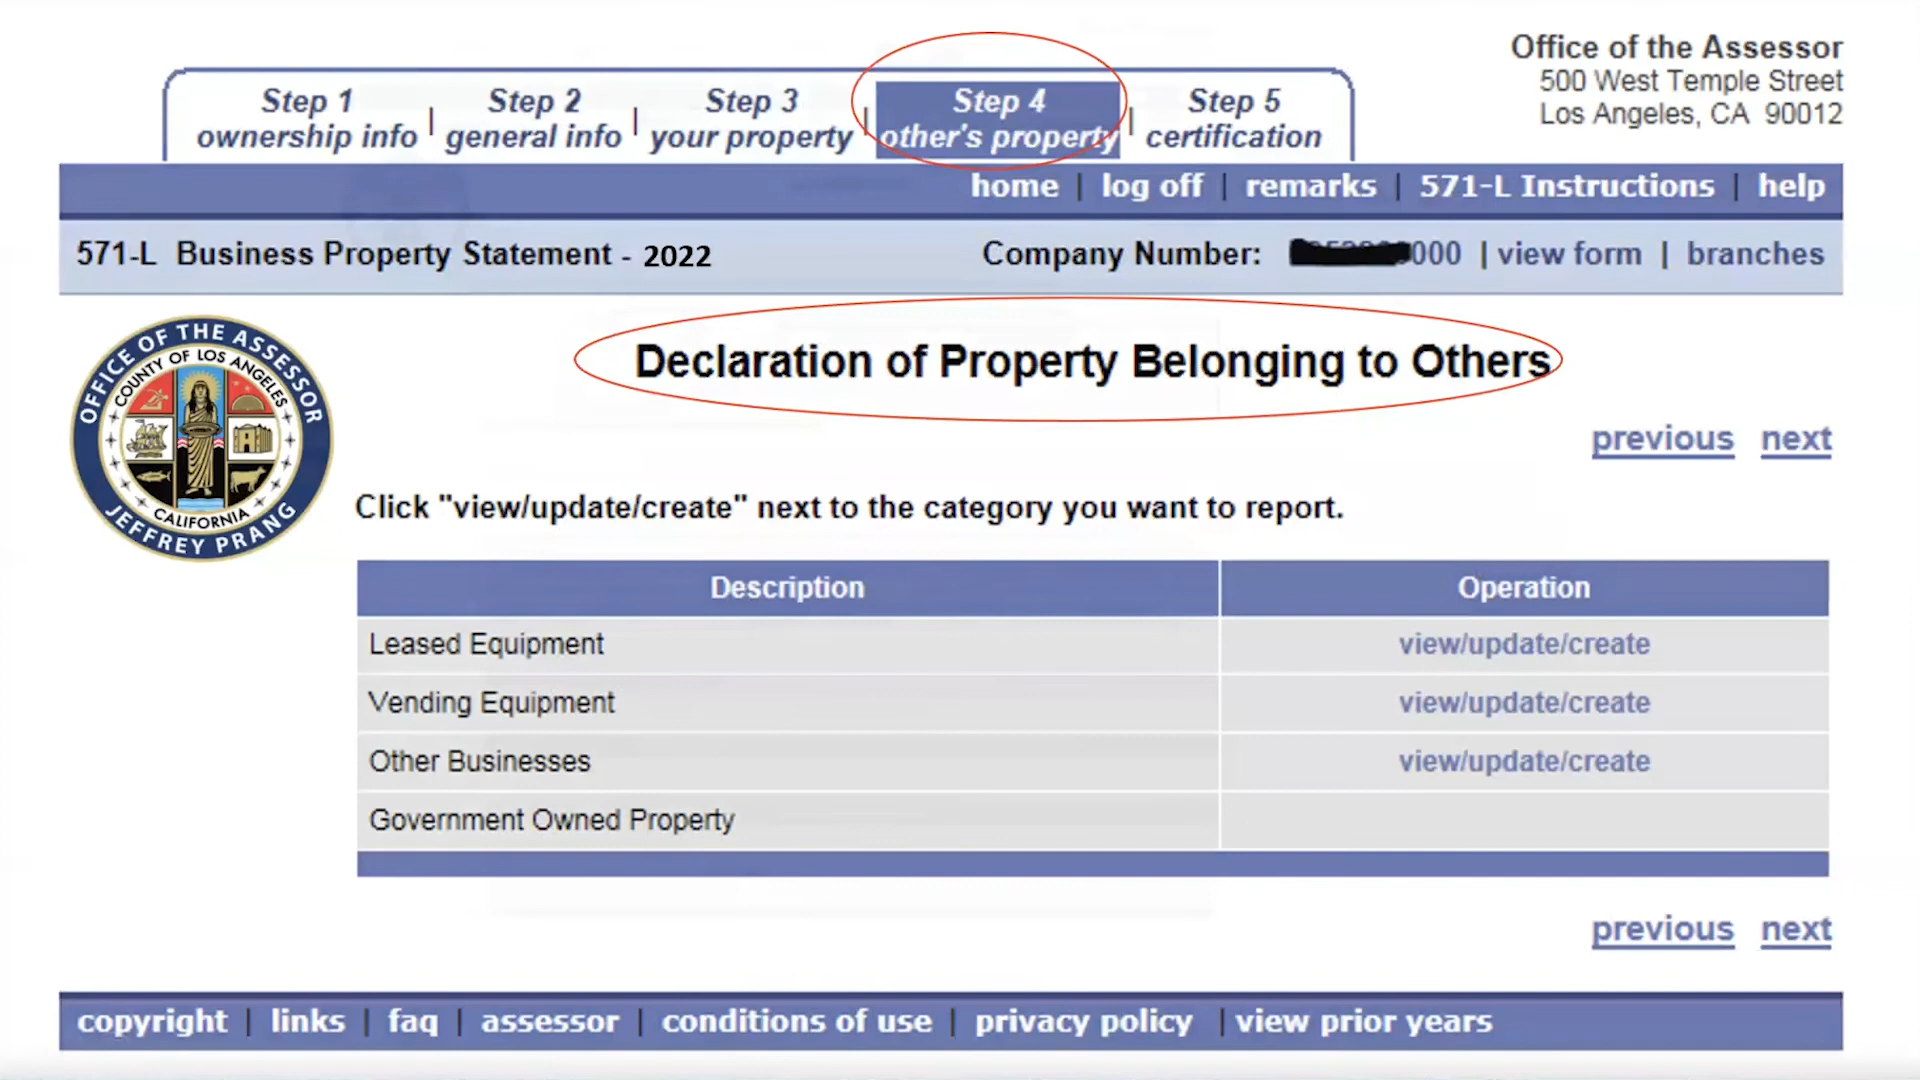 Office of the Assessor
500 West Temple Street
Los Angeles, CA 90012
Step 1 | Step 2 | Step 3 | Step 4 | Step 5
ownership info | general info | your property | other's property | certification
home | log off | remarks | 571-L Instructions | help
571-L Business Property Statement - 2022
Company Number: 000 | view form | branches
OFFICE OF THE ASSESSOR
COUNTY OF LOS ANGELES
CALIFORNIA
JEFFREY PRANG
Declaration of Property Belonging to Others
previous next
Click "view/update/create" next to the category you want to report.
Description Operation
Leased Equipment view/update/create
Vending Equipment view/update/create
Other Businesses view/update/create
Government Owned Property
previous next
copyright | links | faq | assessor | conditions of use | privacy policy | view prior years